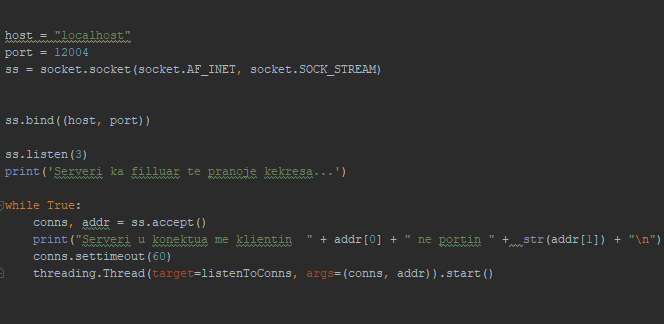 host = "localhost"
port = 12004
ss = socket.socket(socket.AF_INET, socket.SOCK_STREAM)
ss.bind((host, port))
ss.listen(3)
print('Serveri ka filluar te pranoje kekresa...')
while True:
    conns, addr = ss.accept()
    print("Serveri u konektua me klientin  " + addr[0] + " ne portin " +  str(addr[1]) + "\n")
    conns.settimeout(60)
    threading.Thread(target=listenToConns, args=(conns, addr)).start()